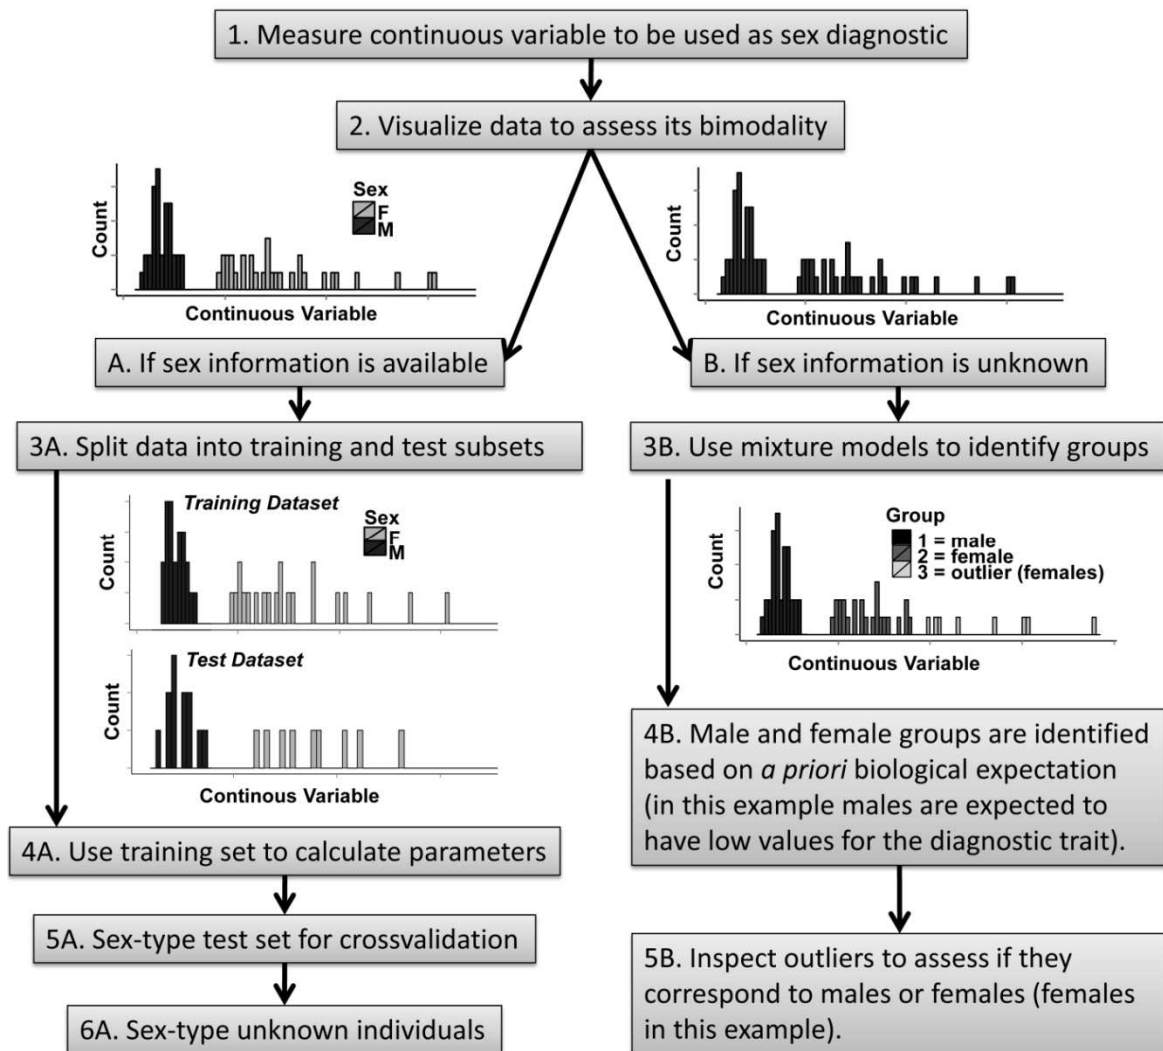 1. Measure continuous variable to be used as sex diagnostic
2. Visualize data to assess its bimodality
Count
Sex
F
M
Continuous Variable
Count
Continuous Variable
A. If sex information is available
B. If sex information is unknown
3A. Split data into training and test subsets
3B. Use mixture models to identify groups
Training Dataset
Count
Sex
F
M
Test Dataset
Count
Continous Variable
Count
Group
1 = male
2 = female
3 = outlier (females)
Continuous Variable
4A. Use training set to calculate parameters
5A. Sex-type test set for crossvalidation
6A. Sex-type unknown individuals
4B. Male and female groups are identified
based on a priori biological expectation
(in this example males are expected to
have low values for the diagnostic trait).
5B. Inspect outliers to assess if they
correspond to males or females (females
in this example).